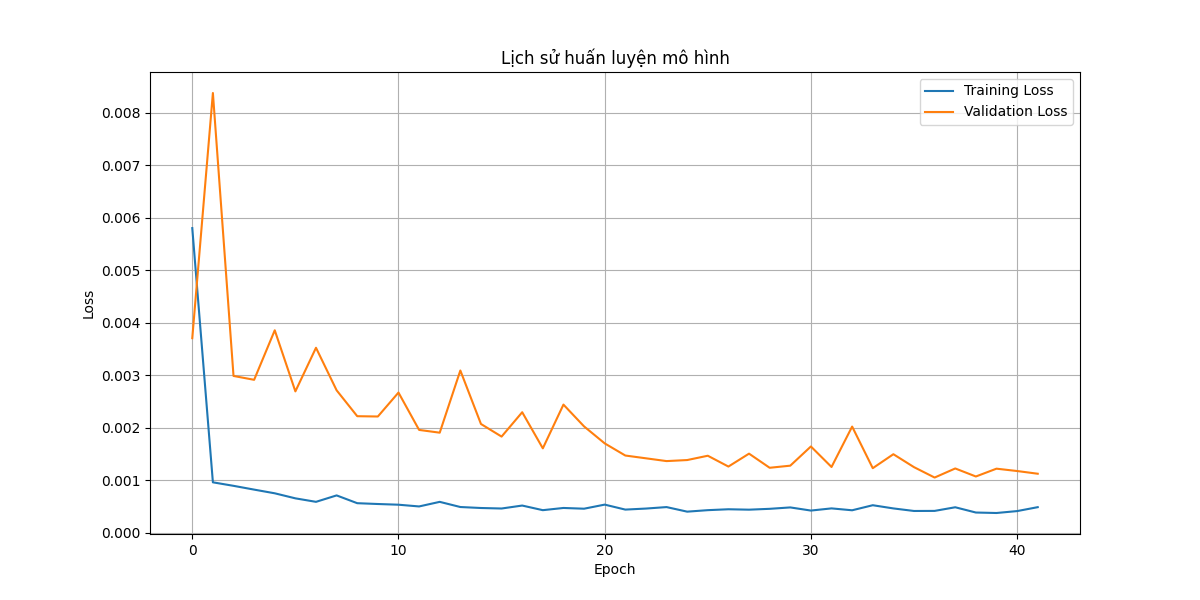 Lịch sử huấn luyện mô hình
Training Loss
Validation Loss
Loss
0.008
0.007
0.006
0.005
0.004
0.003
0.002
0.001
0.000
0
10
20
30
40
Epoch